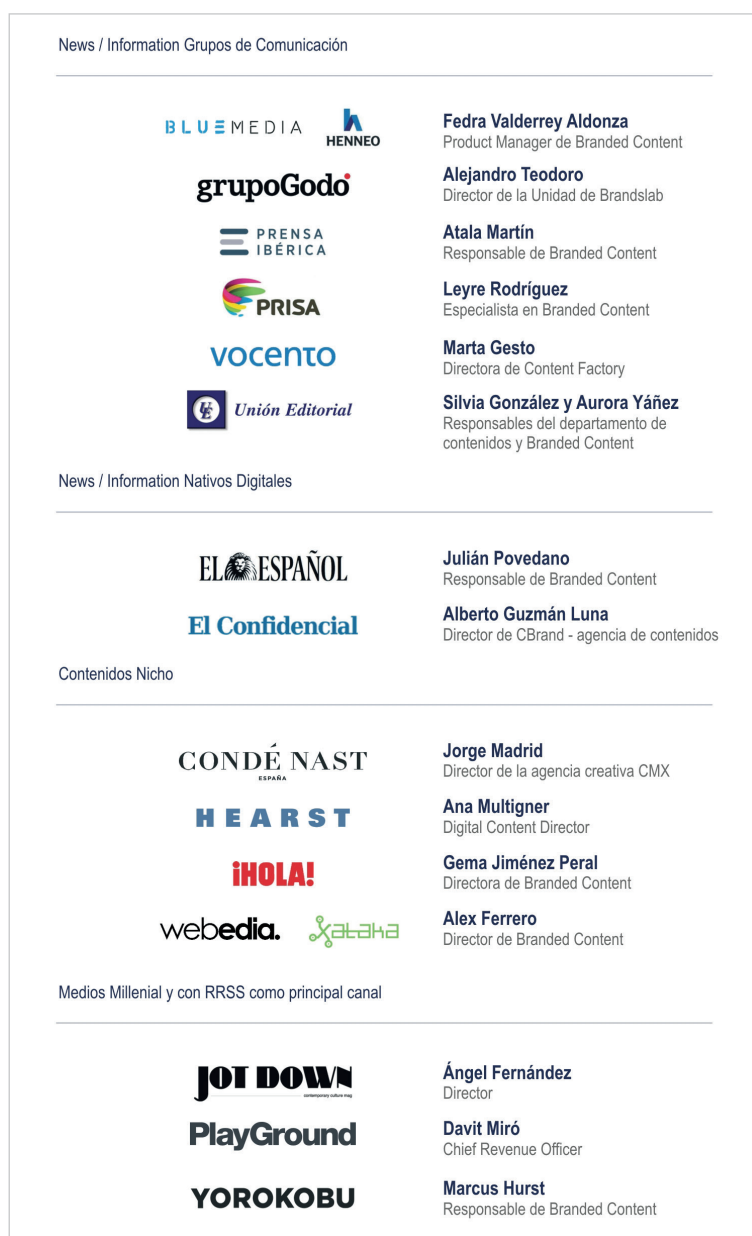 News / Information Grupos de Comunicación
BLUEMEDIA
HENNEO
Fedra Valderrey Aldonza
Product Manager de Branded Content
grupoGodó
Alejandro Teodoro
Director de la Unidad de Brandslab
PRENSA
IBÉRICA
Atala Martín
Responsable de Branded Content
PRISA
Leyre Rodríguez
Especialista en Branded Content
vocento
Marta Gesto
Directora de Content Factory
UE Unión Editorial
Silvia González y Aurora Yáñez
Responsables del departamento de
contenidos y Branded Content
News / Information Nativos Digitales
EL ESPAÑOL
Julián Povedano
Responsable de Branded Content
El Confidencial
Alberto Guzmán Luna
Director de CBrand - agencia de contenidos
Contenidos Nicho
CONDÉ NAST
ESPAÑA
Jorge Madrid
Director de la agencia creativa CMX
HEARST
Ana Multigner
Digital Content Director
¡HOLA!
Gema Jiménez Peral
Directora de Branded Content
webedia.
xataka
Alex Ferrero
Director de Branded Content
Medios Millenial y con RRSS como principal canal
JOT DOWN
contemporary culture mag
Ángel Fernández
Director
PlayGround
Davit Miró
Chief Revenue Officer
YOROKOBU
Marcus Hurst
Responsable de Branded Content